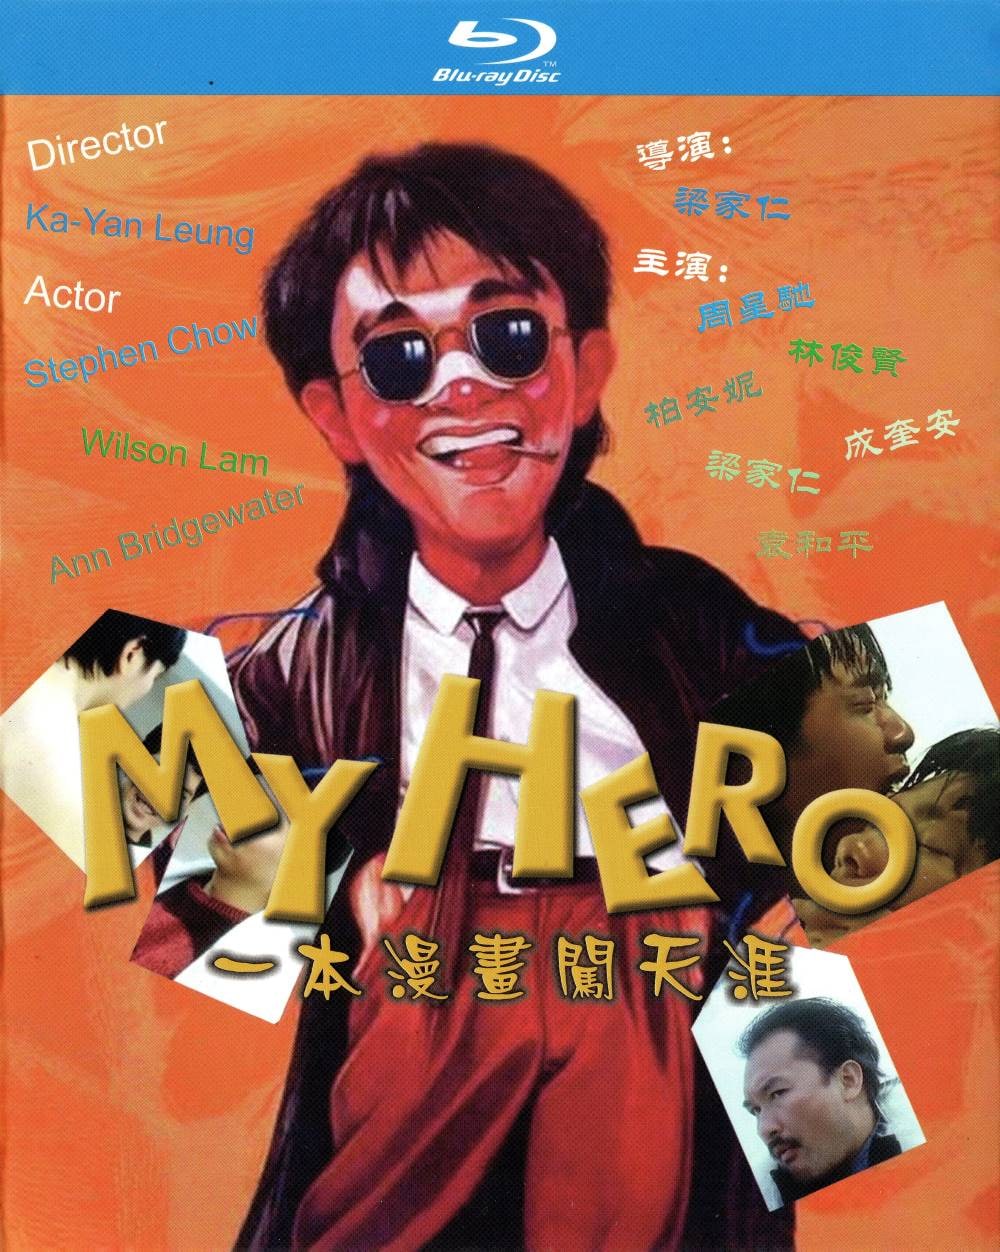 Blu-ray Disc
TM
Director
Ka-Yan Leung
Actor
Stephen Chow
Wilson Lam
Ann Bridgewater
導演：
梁家仁
主演：
周星馳
林俊賢
柏安妮
成奎安
梁家仁
袁和平
MY HERO
一本漫畫闖天涯